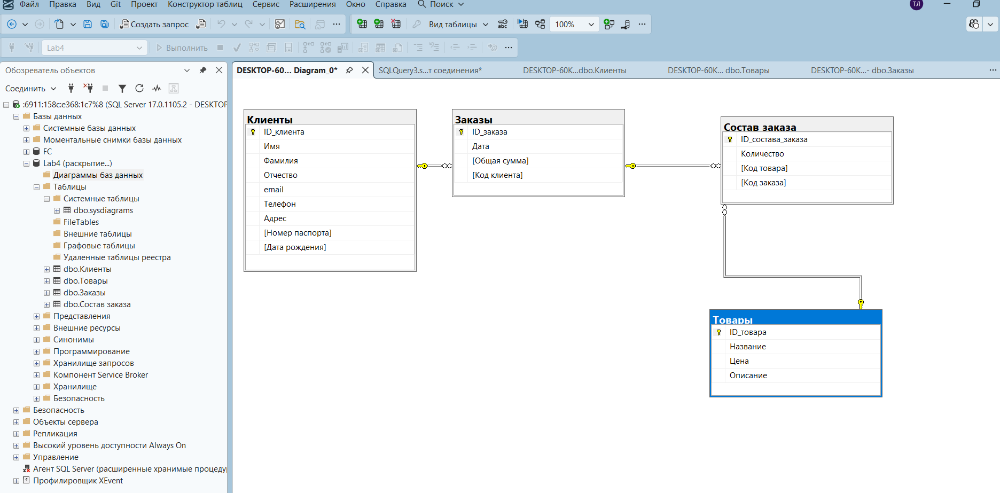 Файл Правка Вид Git Проект Конструктор таблиц Сервис Расширения Окно Справка Поиск ТЛ
Создать запрос Вид таблицы 100%
Lab4 Выполнить
Обозреватель объектов
DESKTOP-60... Diagram_0* SQLQuery3.s...т соединения* DESKTOP-60K...dbo.Клиенты DESKTOP-60K... dbo.Товары DESKTOP-60K...- dbo.Заказы
Соединить
:6911:158c:e368:1c7%8 (SQL Server 17.0.1105.2 - DESKTOP
Базы данных
Системные базы данных
Моментальные снимки базы данных
FC
Lab4 (раскрытие...)
Диаграммы баз данных
Таблицы
Системные таблицы
dbo.sysdiagrams
FileTables
Внешние таблицы
Графовые таблицы
Удаленные таблицы реестра
dbo.Клиенты
dbo.Товары
dbo.Заказы
dbo.Состав заказа
Представления
Внешние ресурсы
Синонимы
Программирование
Хранилище запросов
Компонент Service Broker
Хранилище
Безопасность
Безопасность
Объекты сервера
Репликация
Высокий уровень доступности Always On
Управление
Агент SQL Server (расширенные хранимые процедур
Профилировщик XEvent
Клиенты
ID_клиента
Имя
Фамилия
Отчество
email
Телефон
Адрес
[Номер паспорта]
[Дата рождения]
Заказы
ID_заказа
Дата
[Общая сумма]
[Код клиента]
Состав заказа
ID_состава_заказа
Количество
[Код товара]
[Код заказа]
Товары
ID_товара
Название
Цена
Описание